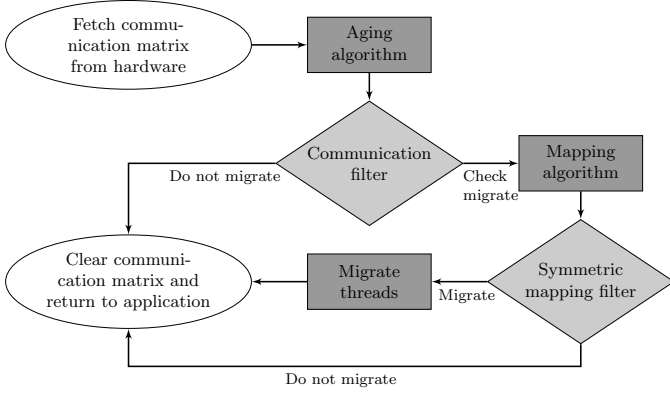 Fetch commu-
nication matrix
from hardware
Aging
algorithm
Communication
filter
Do not migrate
Check
migrate
Mapping
algorithm
Clear communi-
cation matrix and
return to application
Migrate
threads
Migrate
Symmetric
mapping filter
Do not migrate